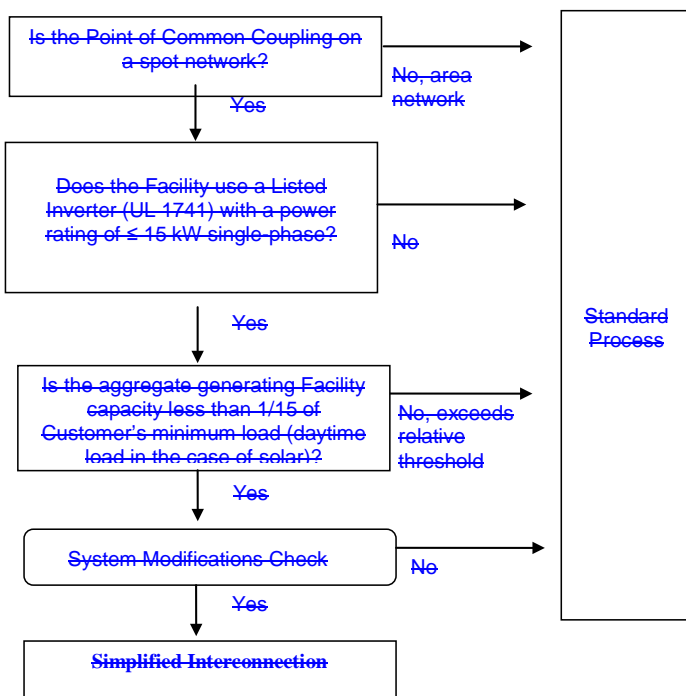 Is the Point of Common Coupling on
a spot network?
No, area
network
Yes
Does the Facility use a Listed
Inverter (UL 1741) with a power
rating of ≤ 15 kW single-phase?
No
Yes
Standard
Process
Is the aggregate generating Facility
capacity less than 1/15 of
Customer's minimum load (daytime
load in the case of solar)?
No, exceeds
relative
threshold
Yes
System Modifications Check
No
Yes
Simplified Interconnection